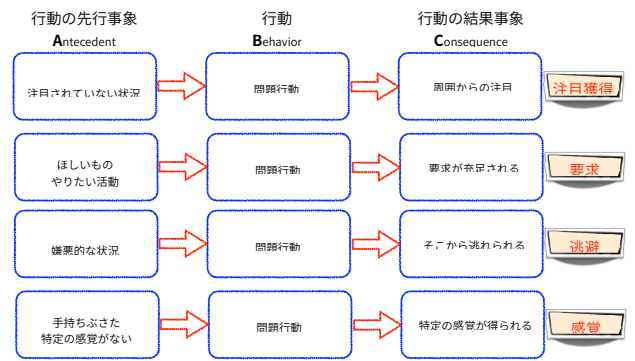 行動の先行事象 行動 行動の結果事象
Antecedent Behavior Consequence
注目されていない状況 問題行動 周囲からの注目 注目獲得
ほしいもの
やりたい活動 問題行動 要求が充足される 要求
嫌悪的な状況 問題行動 そこから逃れられる 逃避
手持ちぶさた
特定の感覚がない 問題行動 特定の感覚が得られる 感覚